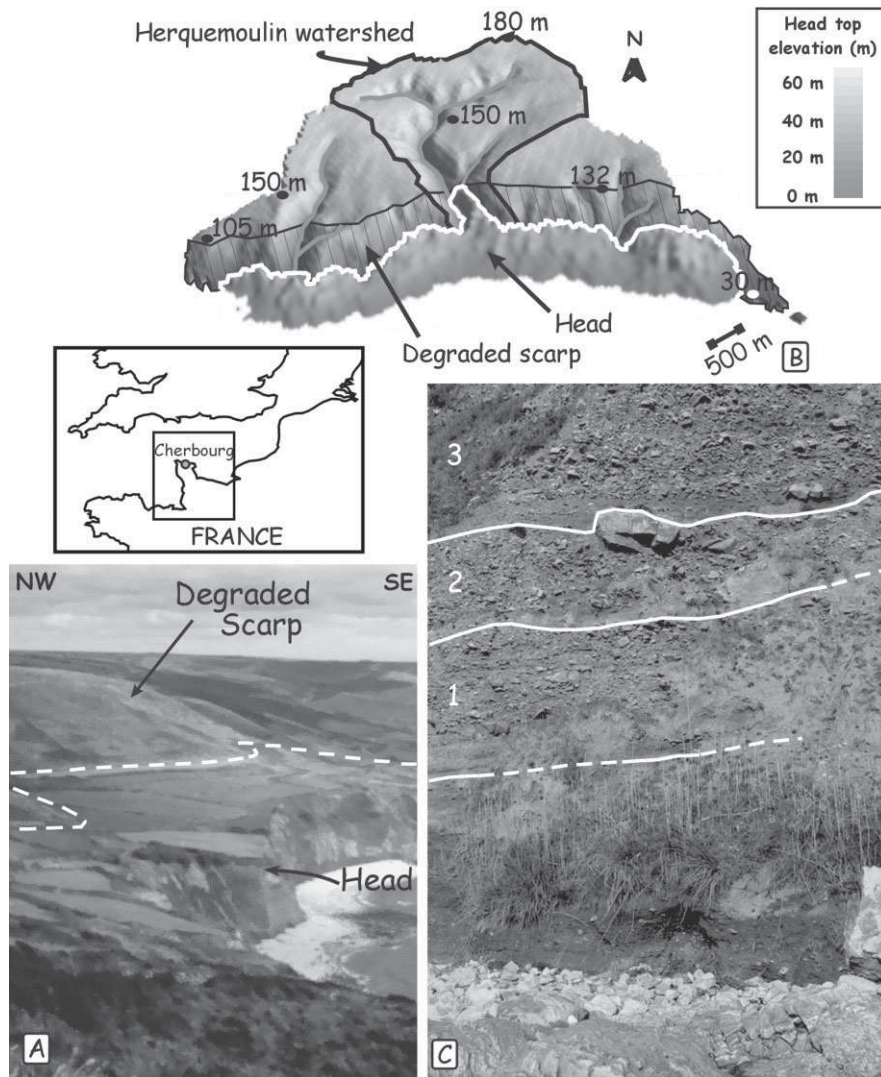 Herquemoulin watershed
180 m
N
150 m
150 m
132 m
105 m
30 m
Head
Degraded scarp
500 m
B
Head top
elevation (m)
60 m
40 m
20 m
0 m
Cherbourg
FRANCE
NW
SE
Degraded
Scarp
Head
A
3
2
1
C